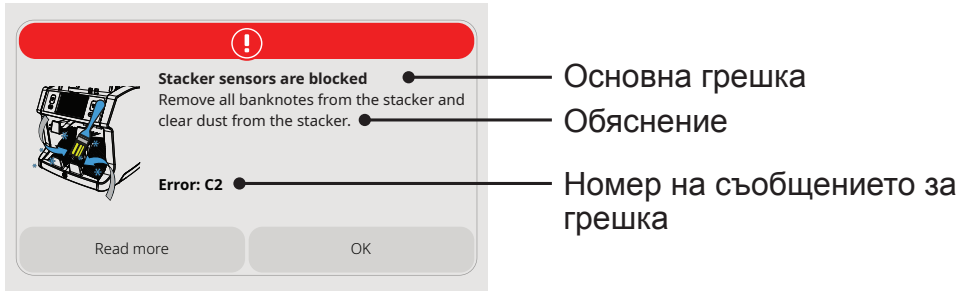 Stacker sensors are blocked
Remove all banknotes from the stacker and
clear dust from the stacker.
Error: C2
Read more
OK
Основна грешка
Обяснение
Номер на съобщението за
грешка